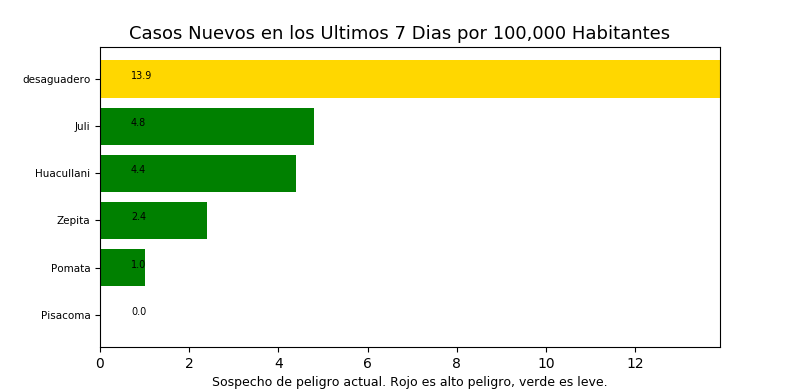 Casos Nuevos en los Ultimos 7 Dias por 100,000 Habitantes
desaguadero 13.9
Juli 4.8
Huacullani 4.4
Zepita 2.4
Pomata 1.0
Pisacoma 0.0
0 2 4 6 8 10 12
Sospecho de peligro actual. Rojo es alto peligro, verde es leve.